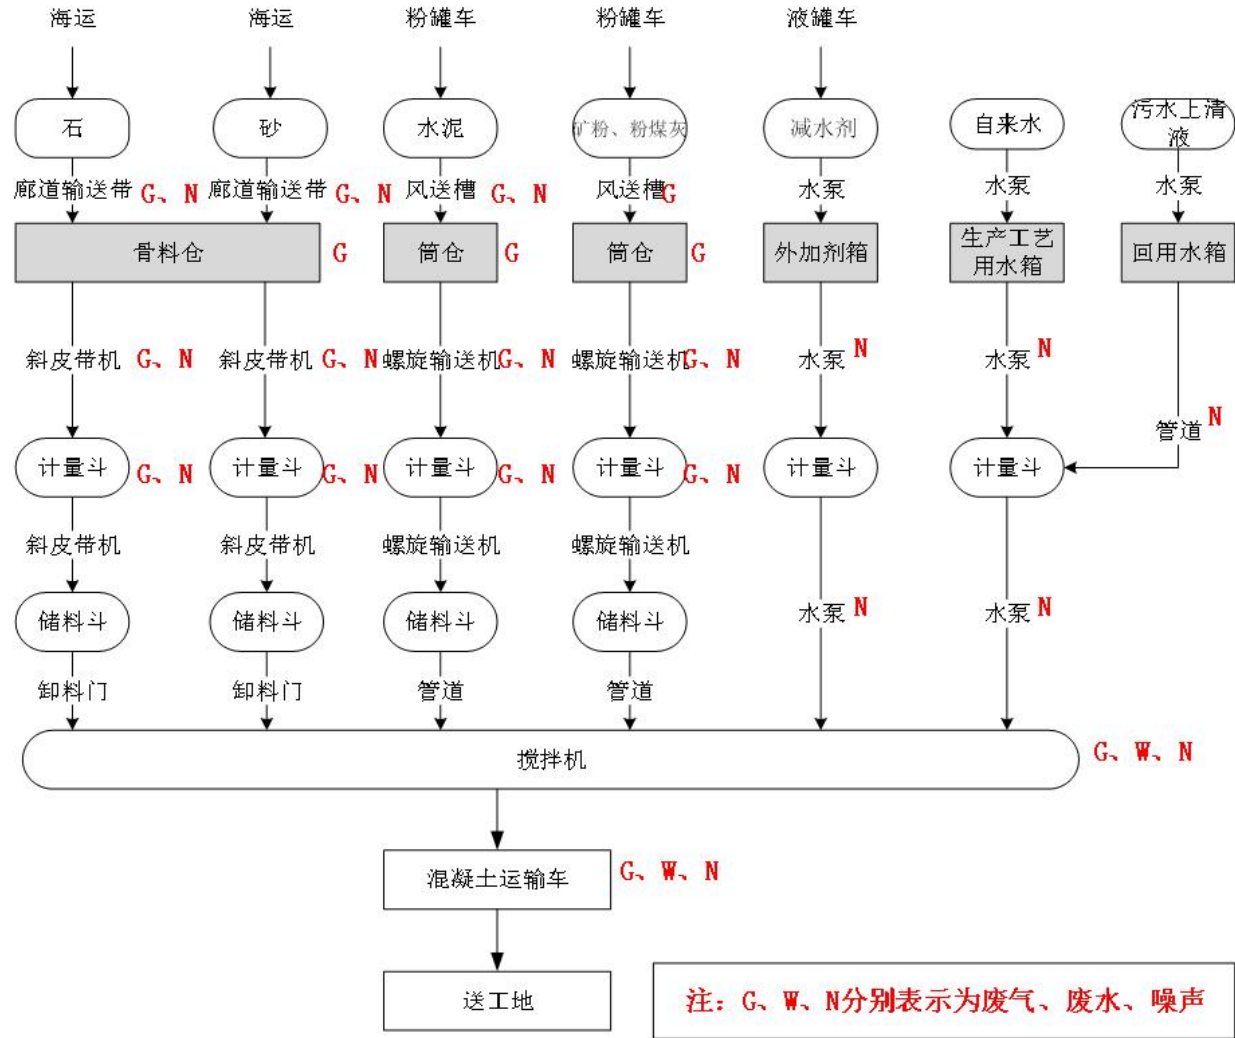 海运 海运 粉罐车 粉罐车 液罐车
石 砂 水泥 矿粉、粉煤灰 减水剂 自来水 污水上清
液
廊道输送带 G、N 廊道输送带 G、N 风送槽 G、N 风送槽 G 水泵 水泵 水泵
骨料仓 G 筒仓 G 筒仓 G 外加剂箱 生产工艺
用水箱 回用水箱
斜皮带机 G、N 斜皮带机 G、N 螺旋输送机 G、N 螺旋输送机 G、N 水泵 N 水泵 N
管道 N
计量斗 G、N 计量斗 G、N 计量斗 G、N 计量斗 G、N 计量斗 计量斗
斜皮带机 斜皮带机 螺旋输送机 螺旋输送机
储料斗 储料斗 储料斗 储料斗 水泵 N 水泵 N
卸料门 卸料门 管道 管道
搅拌机 G、W、N
混凝土运输车 G、W、N
送工地
注：G、W、N分别表示为废气、废水、噪声